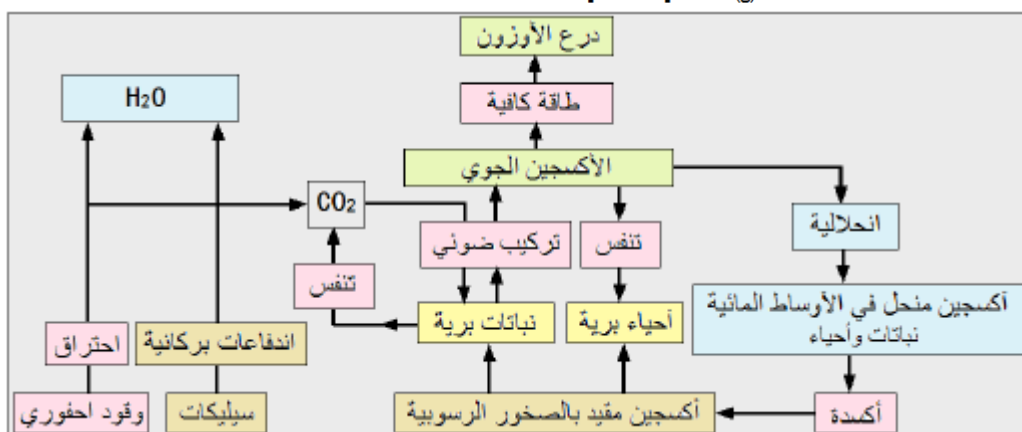 درع الأوزون
H₂O
طاقة كافية
الأكسجين الجوي
CO₂
انحلالية
تركيب ضوئي
تنفس
تنفس
أكسجين منحل في الأوساط المائية
نباتات وأحياء
نباتات برية
أحياء برية
احتراق
اندفاعات بركانية
وقود احفوري
سيليكات
أكسجين مقيد بالصخور الرسوبية
أكسدة